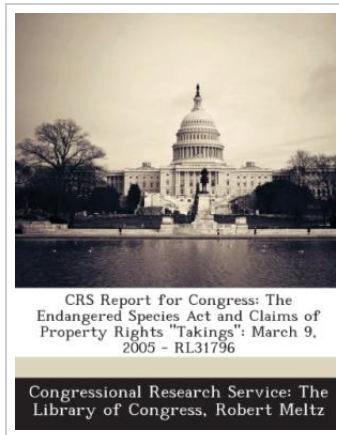 CRS Report for Congress: The
Endangered Species Act and Claims of
Property Rights "Takings": March 9,
2005 - RL31796
Congressional Research Service: The
Library of Congress, Robert Meltz